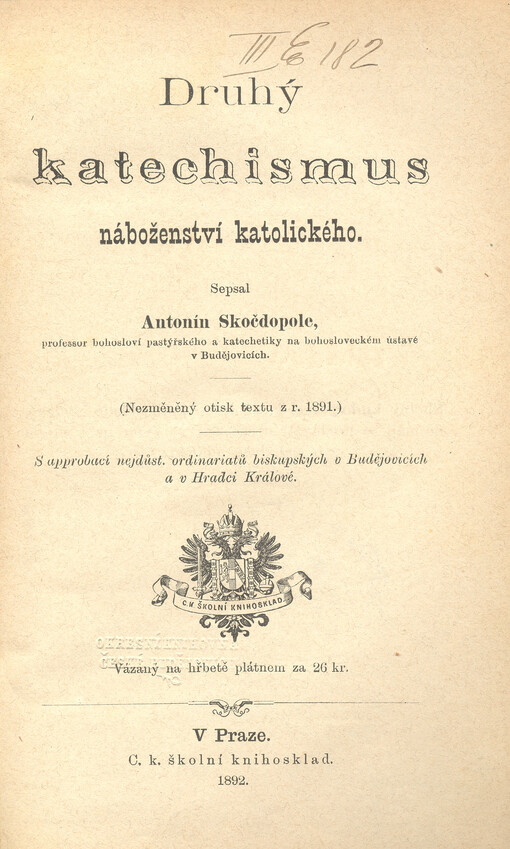 III E 182
Druhý
katechismus
náboženství katolického.
Sepsal
Antonín Skočdopole,
professor bohosloví pastýřského a katechetiky na bohosloveckém ústavě
v Budějovicích.
(Nezměněný otisk textu z r. 1891.)
S approbací nejdůst. ordinariatů biskupských v Budějovicích
a v Hradci Králové.
C. K. ŠKOLNÍ KNIHOSKLAD.
Vázaný na hřbetě plátnem za 26 kr.
V Praze.
C. k. školní knihosklad.
1892.